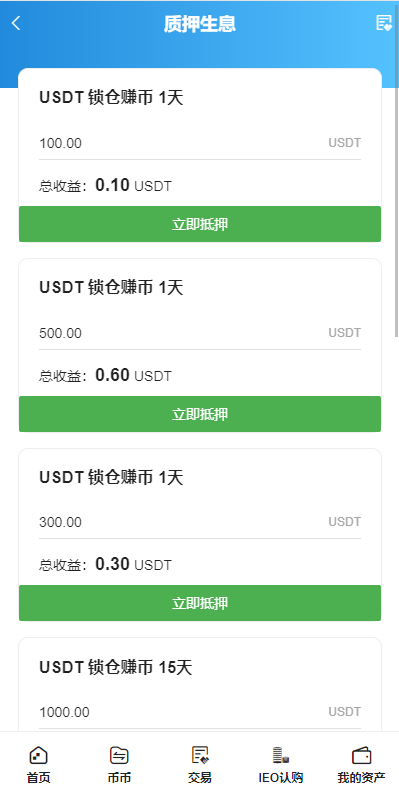 质押生息
USDT 锁仓赚币 1天
100.00 USDT
总收益：0.10 USDT
立即抵押
USDT 锁仓赚币 1天
500.00 USDT
总收益：0.60 USDT
立即抵押
USDT 锁仓赚币 1天
300.00 USDT
总收益：0.30 USDT
立即抵押
USDT 锁仓赚币 15天
1000.00 USDT
首页 币币 交易 IEO认购 我的资产